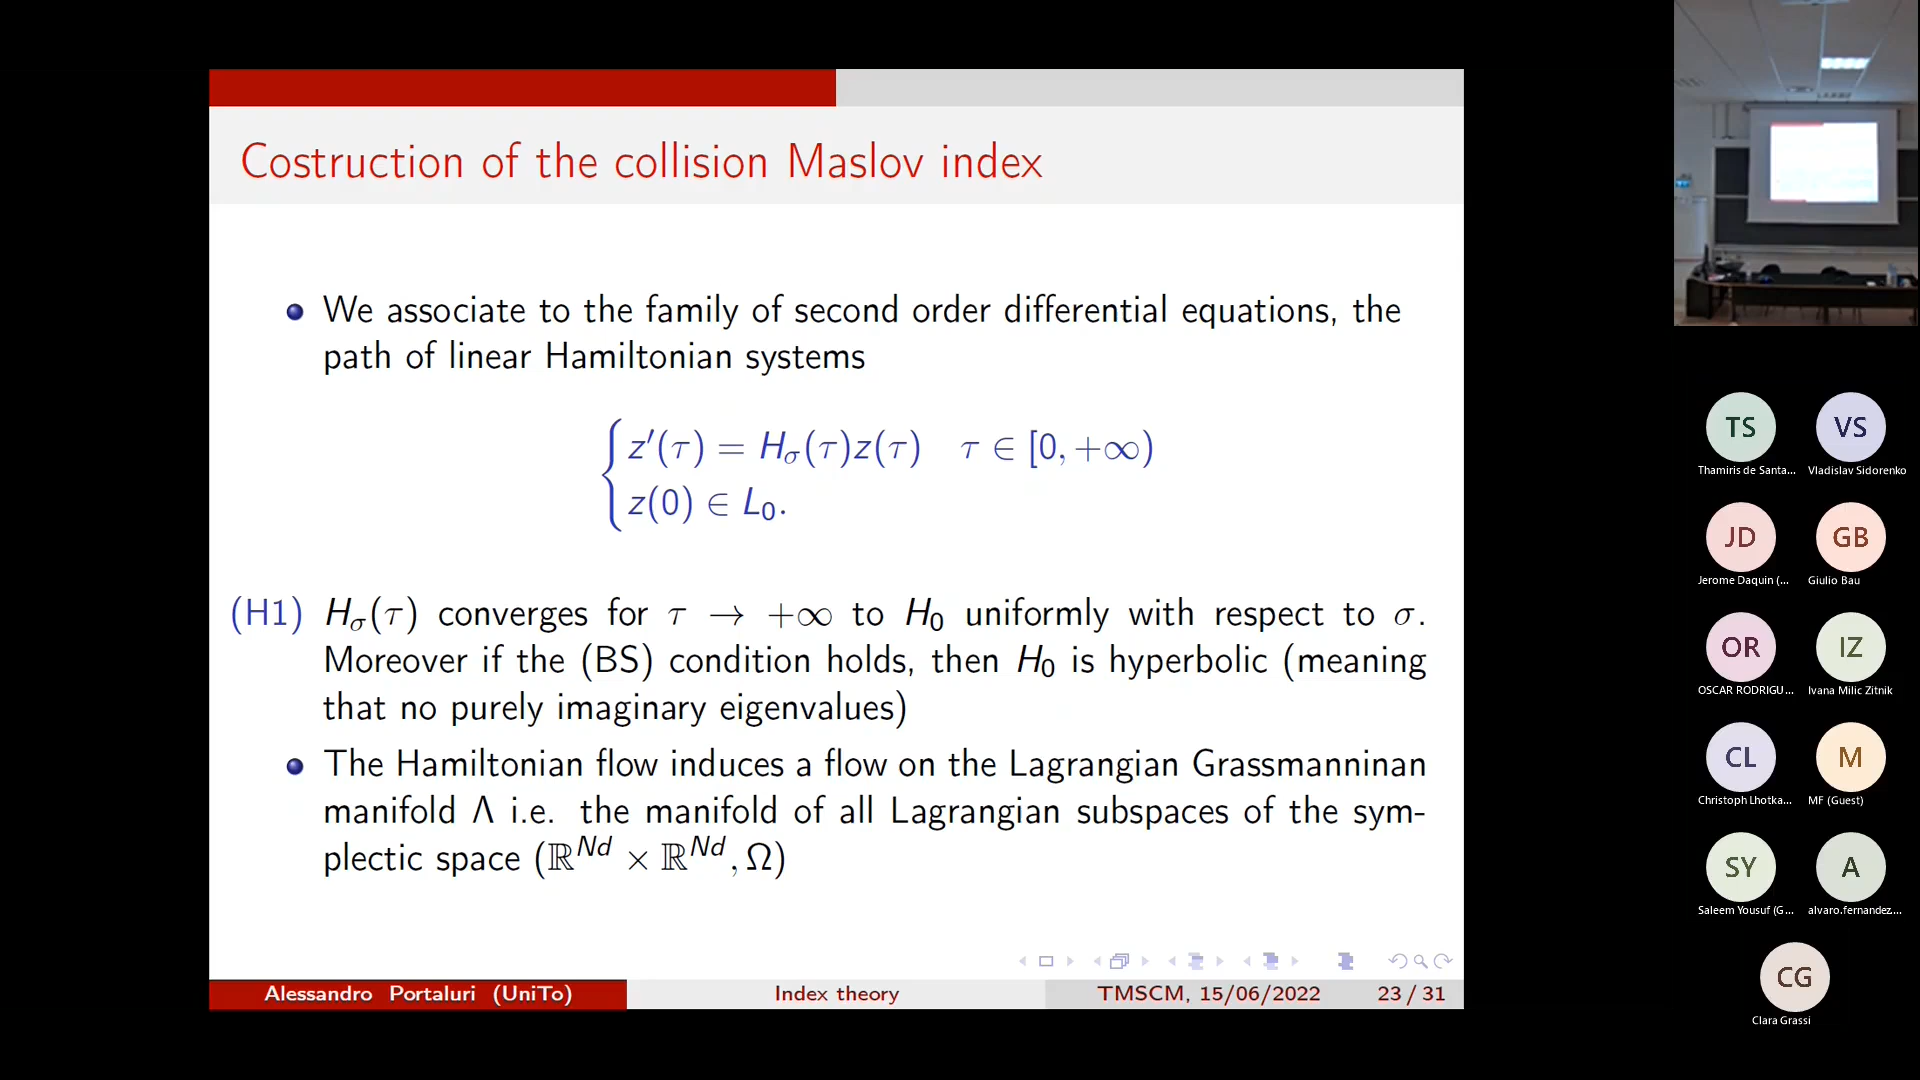 Costruction of the collision Maslov index
We associate to the family of second order differential equations, the
path of linear Hamiltonian systems
z′(τ) = H_σ(τ)z(τ) τ ∈ [0, +∞)
z(0) ∈ L₀.
(H1) H_σ(τ) converges for τ → +∞ to H₀ uniformly with respect to σ.
Moreover if the (BS) condition holds, then H₀ is hyperbolic (meaning
that no purely imaginary eigenvalues)
The Hamiltonian flow induces a flow on the Lagrangian Grassmanninan
manifold Λ i.e. the manifold of all Lagrangian subspaces of the sym-
plectic space (ℝ^{Nd} × ℝ^{Nd}, Ω)
Alessandro Portaluri (UniTo) Index theory TMSCM, 15/06/2022 23 / 31
TS VS
Thamiris de Santa... Vladislav Sidorenko
JD GB
Jerome Daquin (... Giulio Bau
OR IZ
OSCAR RODRIGU... Ivana Milic Zitnik
CL M
Christoph Lhotka... MF (Guest)
SY A
Saleem Yousuf (G... alvaro.fernandez...
CG
Clara Grassi